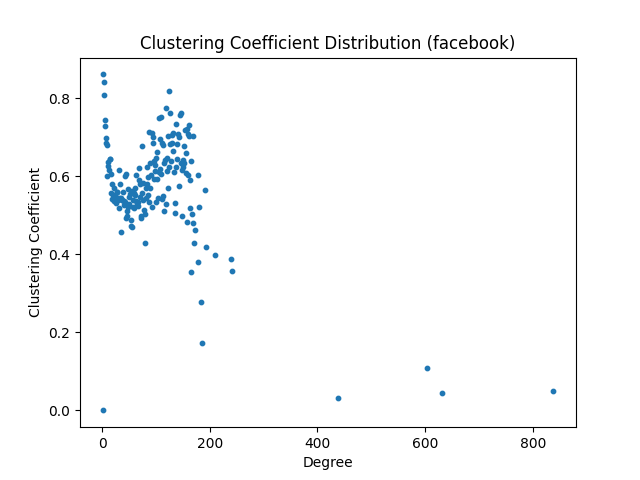 Clustering Coefficient Distribution (facebook)
0.8
0.6
0.4
0.2
0.0
Clustering Coefficient
0 200 400 600 800
Degree